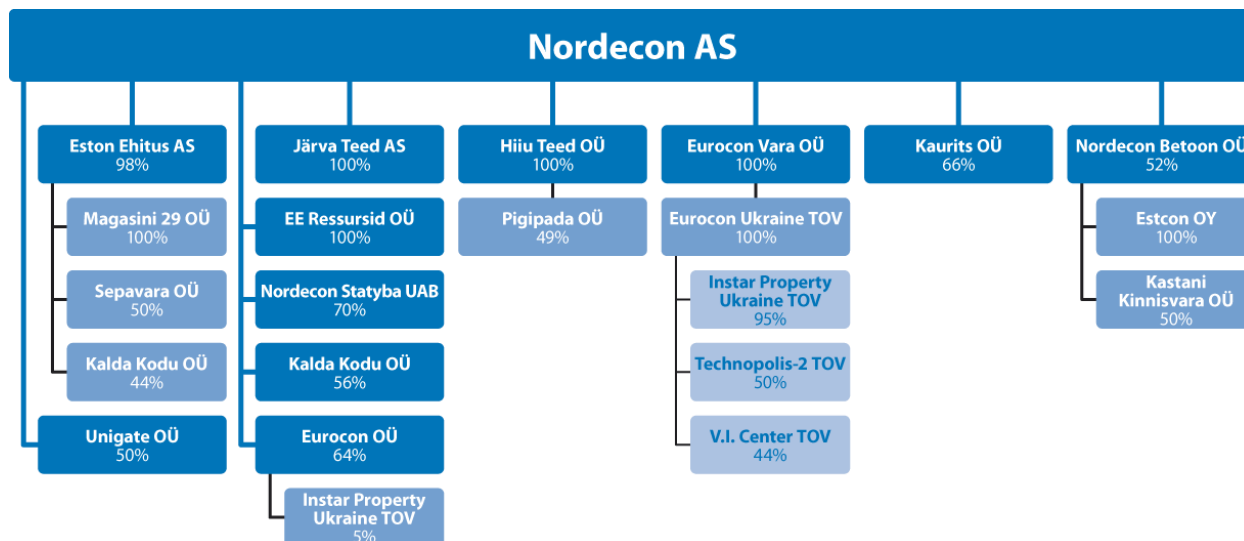 Nordecon AS
Eston Ehitus AS
98%
Magasini 29 OÜ
100%
Sepavara OÜ
50%
Kalda Kodu OÜ
44%
Unigate OÜ
50%
Järva Teed AS
100%
EE Ressursid OÜ
100%
Nordecon Statyba UAB
70%
Kalda Kodu OÜ
56%
Eurocon OÜ
64%
Instar Property
Ukraine TOV
5%
Hiiu Teed OÜ
100%
Pigipada OÜ
49%
Eurocon Vara OÜ
100%
Eurocon Ukraine TOV
100%
Instar Property
Ukraine TOV
95%
Technopolis-2 TOV
50%
V.I. Center TOV
44%
Kaurits OÜ
66%
Nordecon Betoon OÜ
52%
Estcon OY
100%
Kastani
Kinnisvara OÜ
50%